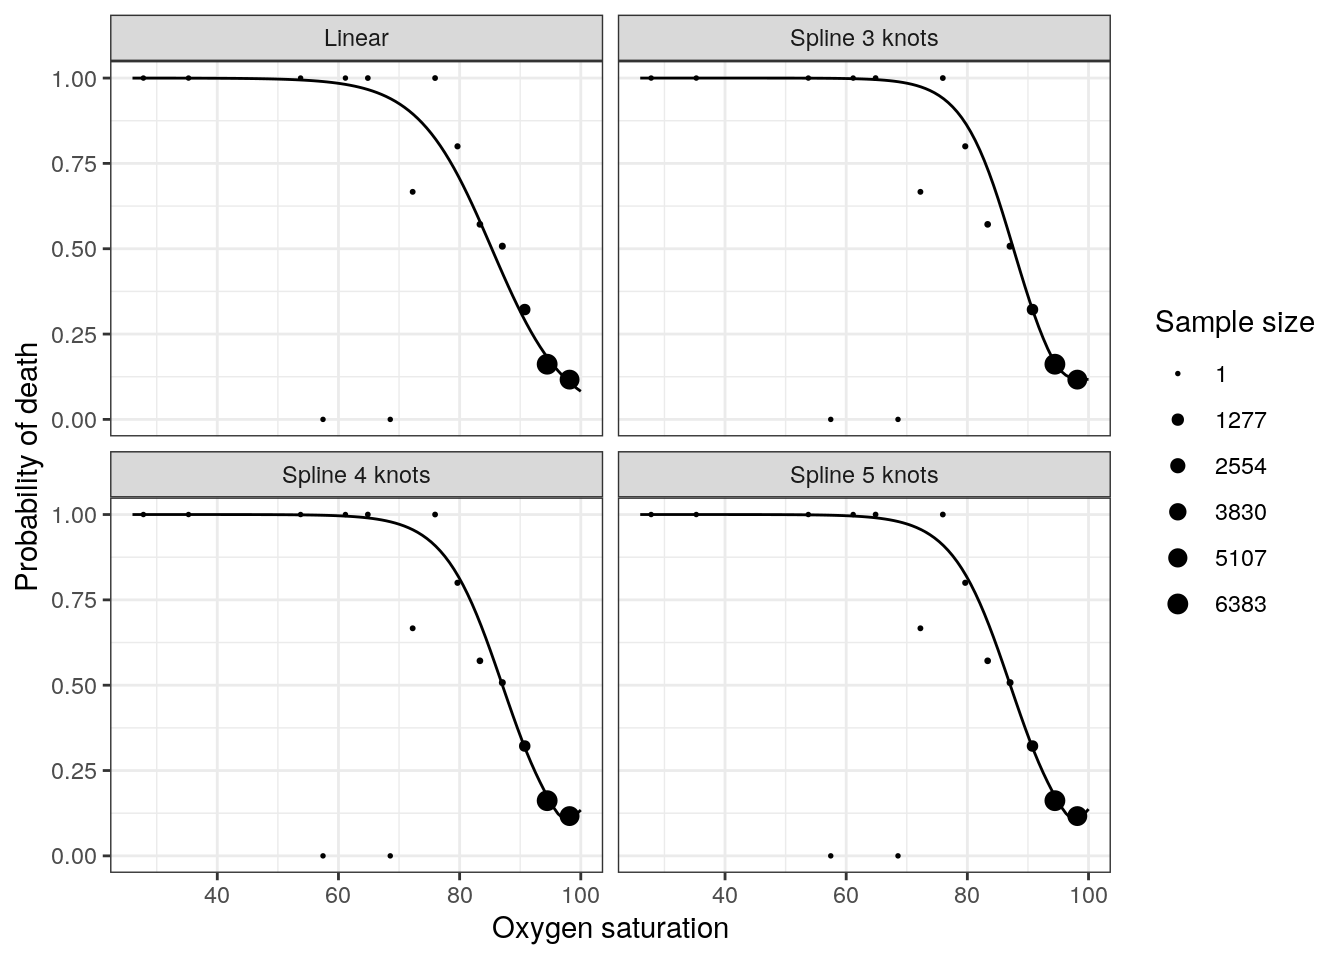 Linear
Spline 3 knots
1.00
0.75
0.50
0.25
0.00
Spline 4 knots
Spline 5 knots
1.00
0.75
0.50
0.25
0.00
40 60 80 100 40 60 80 100
Oxygen saturation
Probability of death
Sample size
1
1277
2554
3830
5107
6383